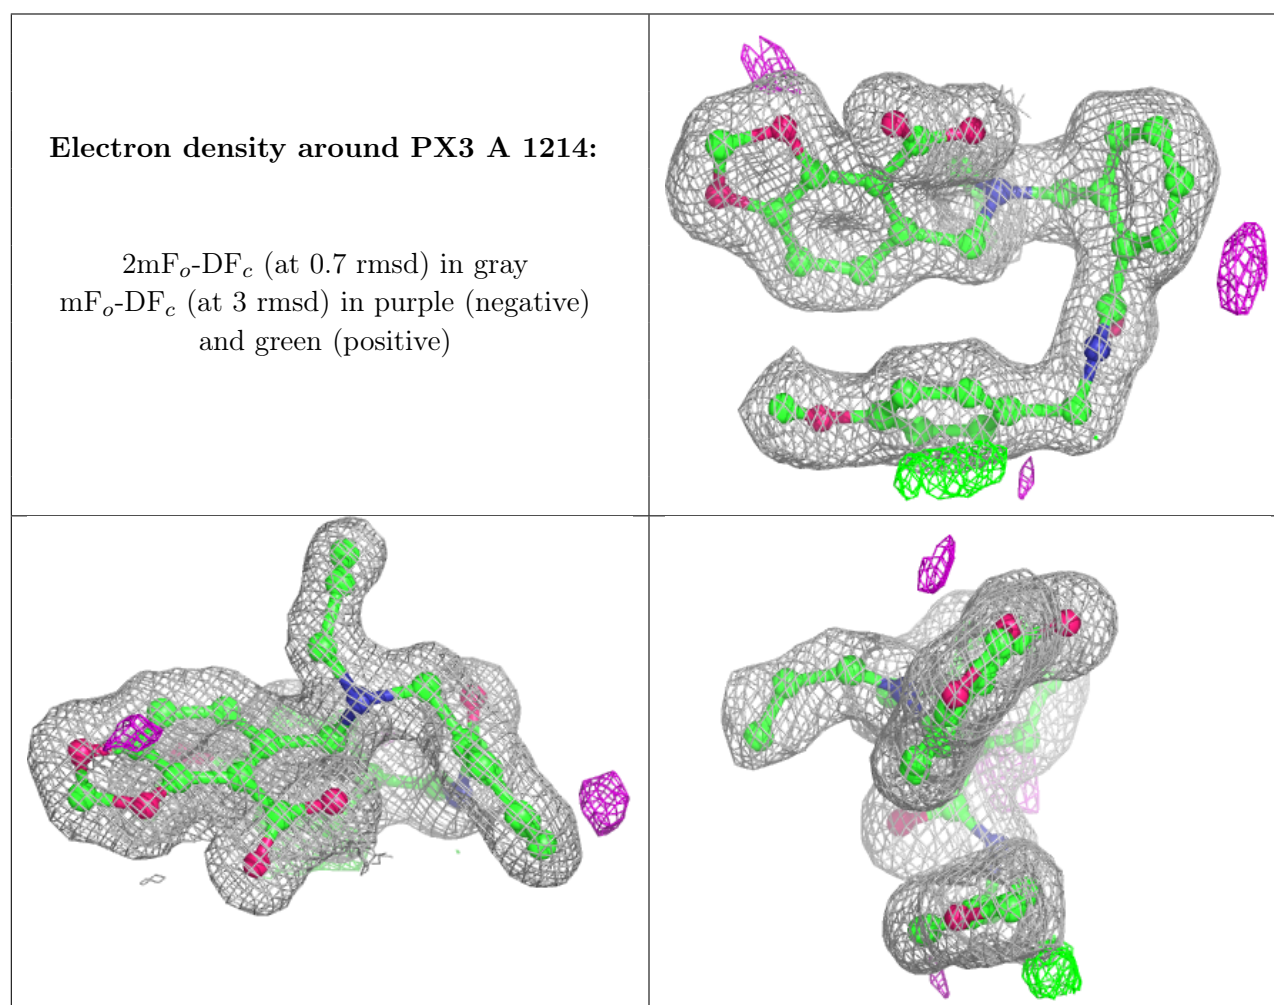 Electron density around PX3 A 1214:
2mFo-DFc (at 0.7 rmsd) in gray
mFo-DFc (at 3 rmsd) in purple (negative)
and green (positive)